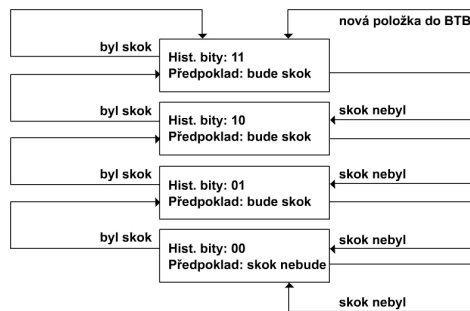 nová položka do BTB
byl skok
Hist. bity: 11
Předpoklad: bude skok
byl skok
Hist. bity: 10
Předpoklad: bude skok
skok nebyl
byl skok
Hist. bity: 01
Předpoklad: bude skok
skok nebyl
byl skok
Hist. bity: 00
Předpoklad: skok nebude
skok nebyl
skok nebyl